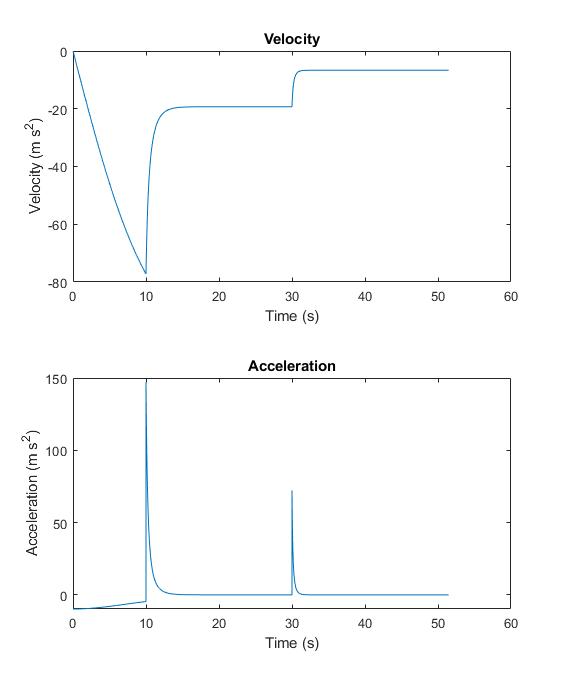 Velocity
0
-20
-40
-60
-80
Velocity (m s²)
0 10 20 30 40 50 60
Time (s)
Acceleration
150
100
50
0
Acceleration (m s²)
0 10 20 30 40 50 60
Time (s)